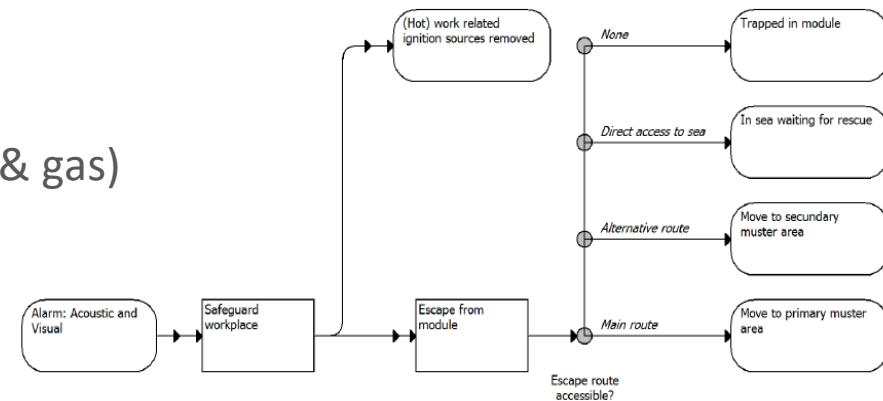 (Hot) work related
ignition sources removed
None
Trapped in module
Direct access to sea
In sea waiting for rescue
& gas)
Alternative route
Move to secundary
muster area
Alarm: Acoustic and
Visual
Safeguard
workplace
Escape from
module
Main route
Move to primary muster
area
Escape route
accessible?